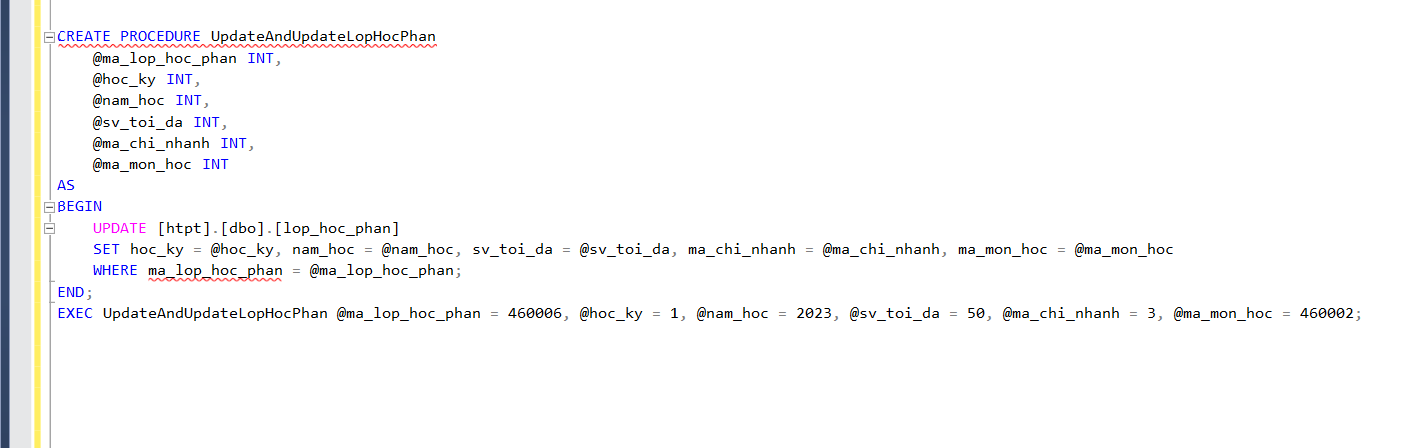 CREATE PROCEDURE UpdateAndUpdateLopHocPhan
@ma_lop_hoc_phan INT,
@hoc_ky INT,
@nam_hoc INT,
@sv_toi_da INT,
@ma_chi_nhanh INT,
@ma_mon_hoc INT
AS
BEGIN
UPDATE [htpt].[dbo].[lop_hoc_phan]
SET hoc_ky = @hoc_ky, nam_hoc = @nam_hoc, sv_toi_da = @sv_toi_da, ma_chi_nhanh = @ma_chi_nhanh, ma_mon_hoc = @ma_mon_hoc
WHERE ma_lop_hoc_phan = @ma_lop_hoc_phan;
END;
EXEC UpdateAndUpdateLopHocPhan @ma_lop_hoc_phan = 460006, @hoc_ky = 1, @nam_hoc = 2023, @sv_toi_da = 50, @ma_chi_nhanh = 3, @ma_mon_hoc = 460002;